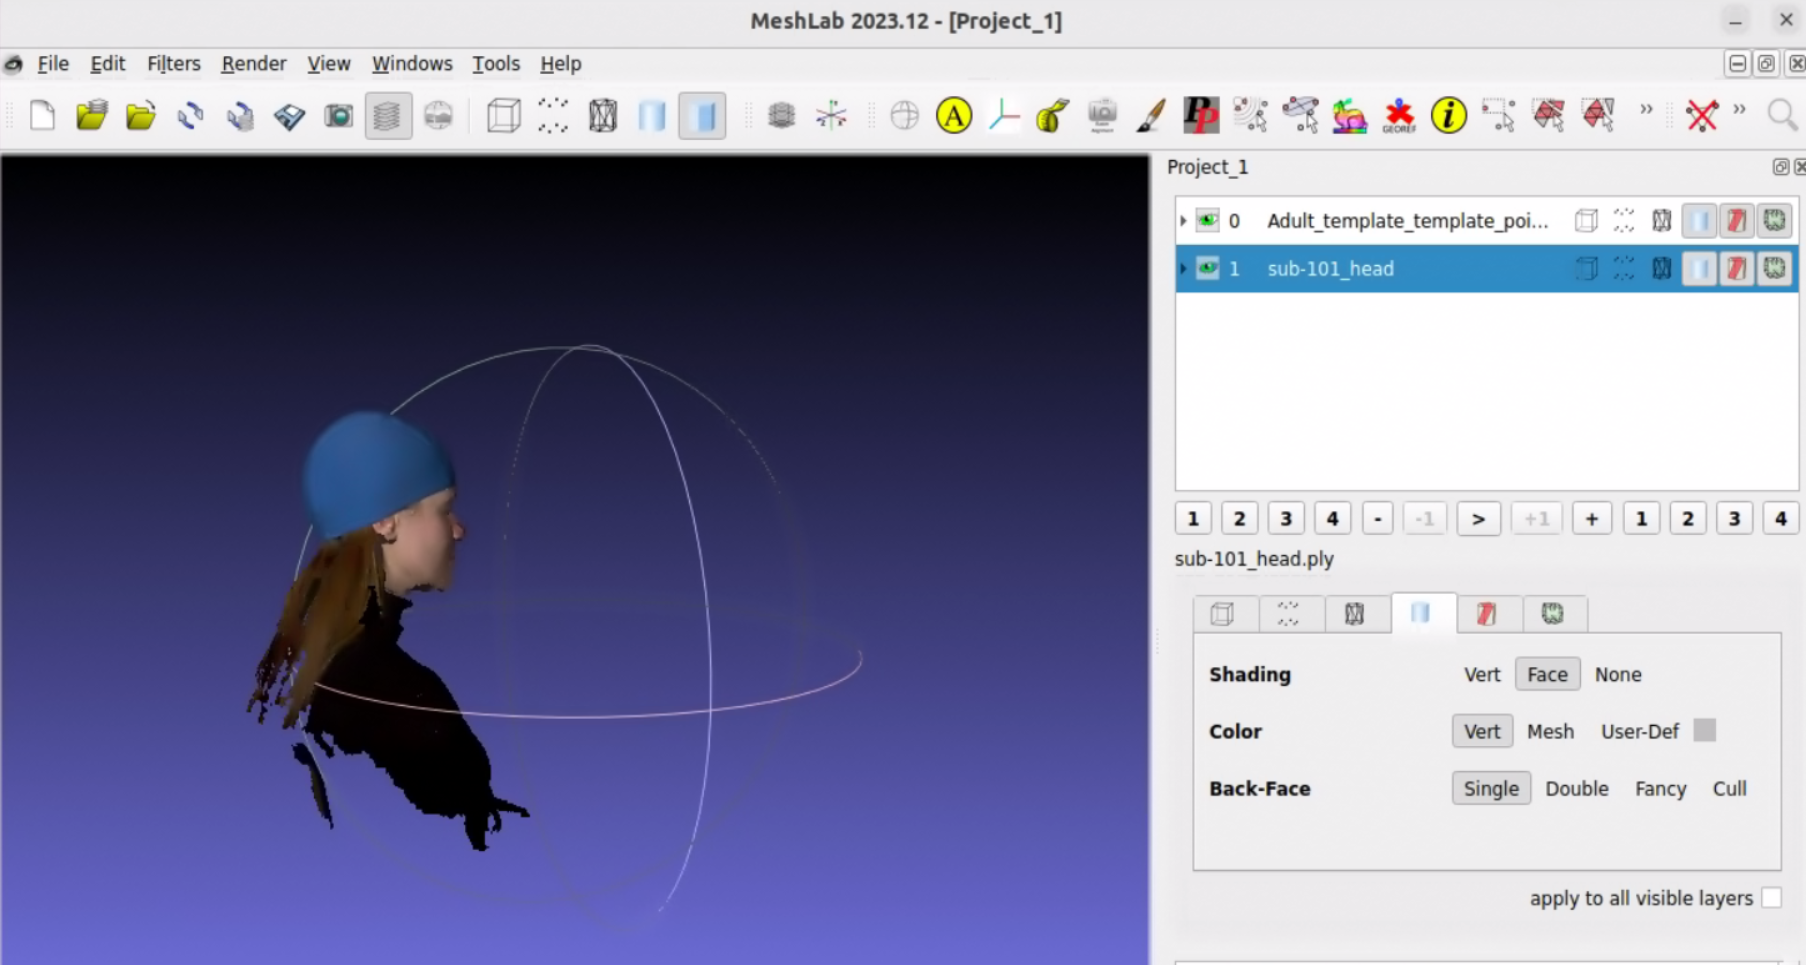 MeshLab 2023.12 - [Project_1]
File Edit Filters Render View Windows Tools Help
A PP GEOREF i » »
Project_1
0 Adult_template_template_poi...
1 sub-101_head
1 2 3 4 - -1 > +1 + 1 2 3 4
sub-101_head.ply
Shading Vert Face None
Color Vert Mesh User-Def
Back-Face Single Double Fancy Cull
apply to all visible layers